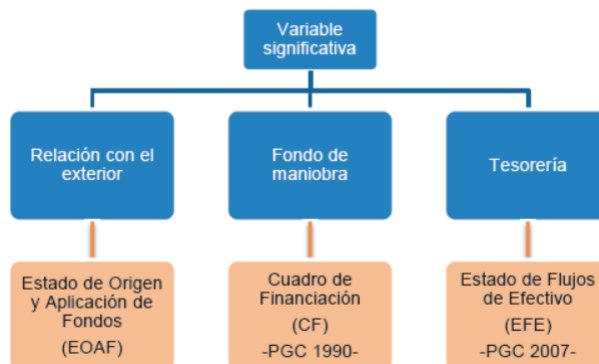 Variable
significativa
Relación con el
exterior
Fondo de
maniobra
Tesorería
Estado de Origen
y Aplicación de
Fondos
(EOAF)
Cuadro de
Financiación
(CF)
-PGC 1990-
Estado de Flujos
de Efectivo
(EFE)
-PGC 2007-